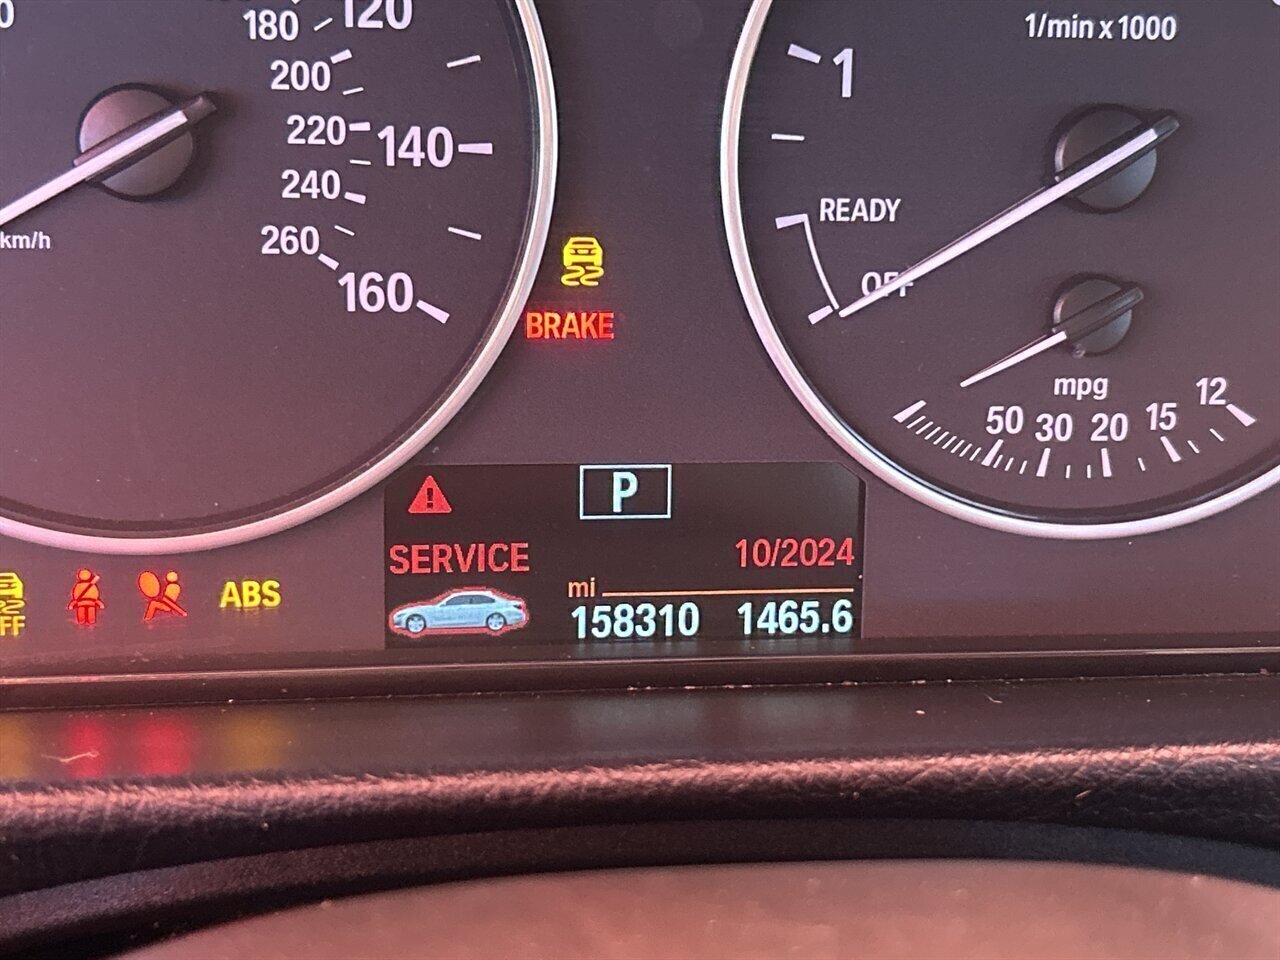 180 120
200
220 140
240
260
160
km/h
1/min x 1000
1
READY
OFF
mpg
50 30 20 15 12
BRAKE
ABS
P
SERVICE 10/2024
mi
158310 1465.6